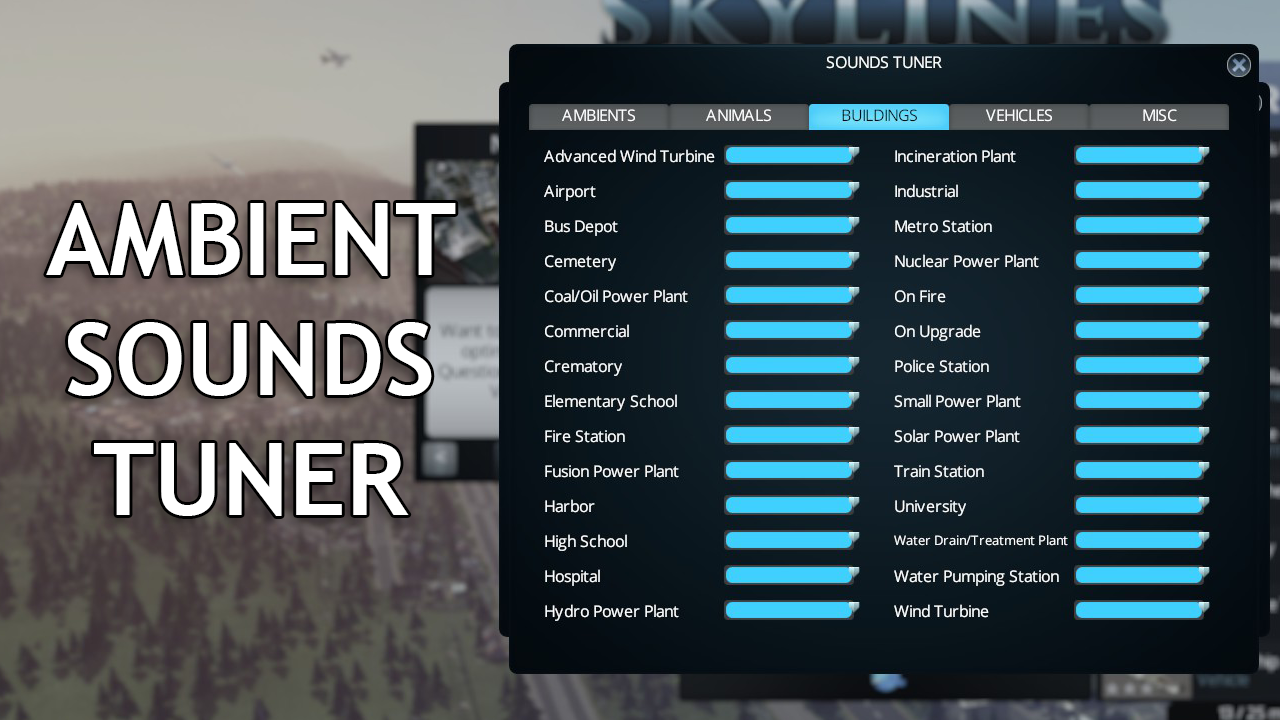 SKYLINES
SOUNDS TUNER
AMBIENTS
ANIMALS
BUILDINGS
VEHICLES
MISC
AMBIENT
SOUNDS
TUNER
Advanced Wind Turbine
Airport
Bus Depot
Cemetery
Coal/Oil Power Plant
Commercial
Crematory
Elementary School
Fire Station
Fusion Power Plant
Harbor
High School
Hospital
Hydro Power Plant
Incineration Plant
Industrial
Metro Station
Nuclear Power Plant
On Fire
On Upgrade
Police Station
Small Power Plant
Solar Power Plant
Train Station
University
Water Drain/Treatment Plant
Water Pumping Station
Wind Turbine